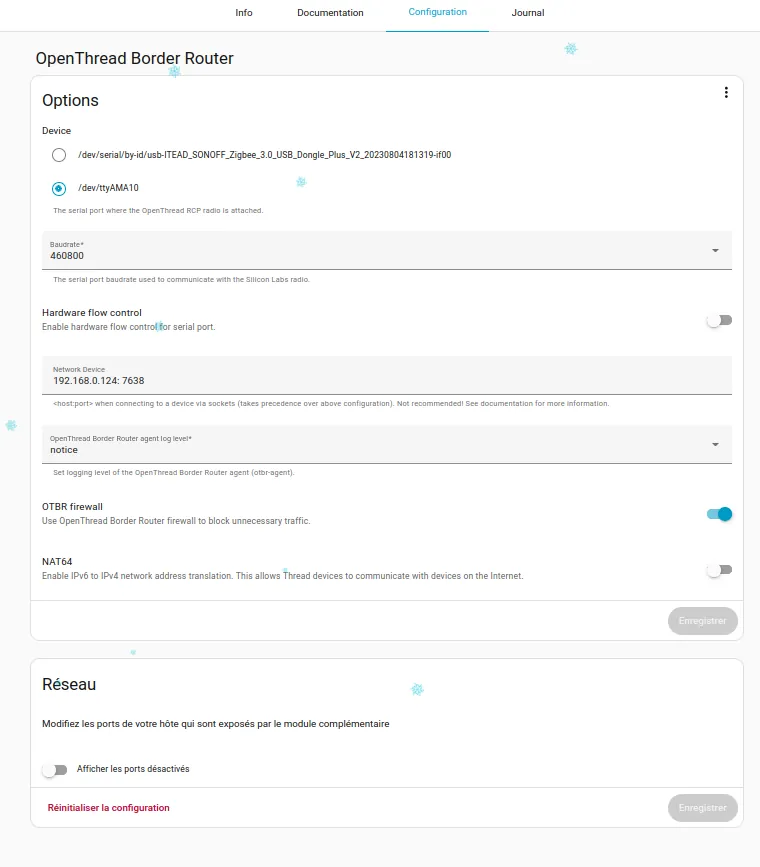 Info Documentation Configuration Journal
OpenThread Border Router
Options
Device
/dev/serial/by-id/usb-ITEAD_SONOFF_Zigbee_3.0_USB_Dongle_Plus_V2_20230804181319-if00
/dev/ttyAMA10
The serial port where the OpenThread RCP radio is attached.
Baudrate*
460800
The serial port baudrate used to communicate with the Silicon Labs radio.
Hardware flow control
Enable hardware flow control for serial port.
Network Device
192.168.0.124: 7638
<host:port> when connecting to a device via sockets (takes precedence over above configuration). Not recommended! See documentation for more information.
OpenThread Border Router agent log level*
notice
Set logging level of the OpenThread Border Router agent (otbr-agent).
OTBR firewall
Use OpenThread Border Router firewall to block unnecessary traffic.
NAT64
Enable IPv6 to IPv4 network address translation. This allows Thread devices to communicate with devices on the Internet.
Enregistrer
Réseau
Modifiez les ports de votre hôte qui sont exposés par le module complémentaire
Afficher les ports désactivés
Réinitialiser la configuration
Enregistrer